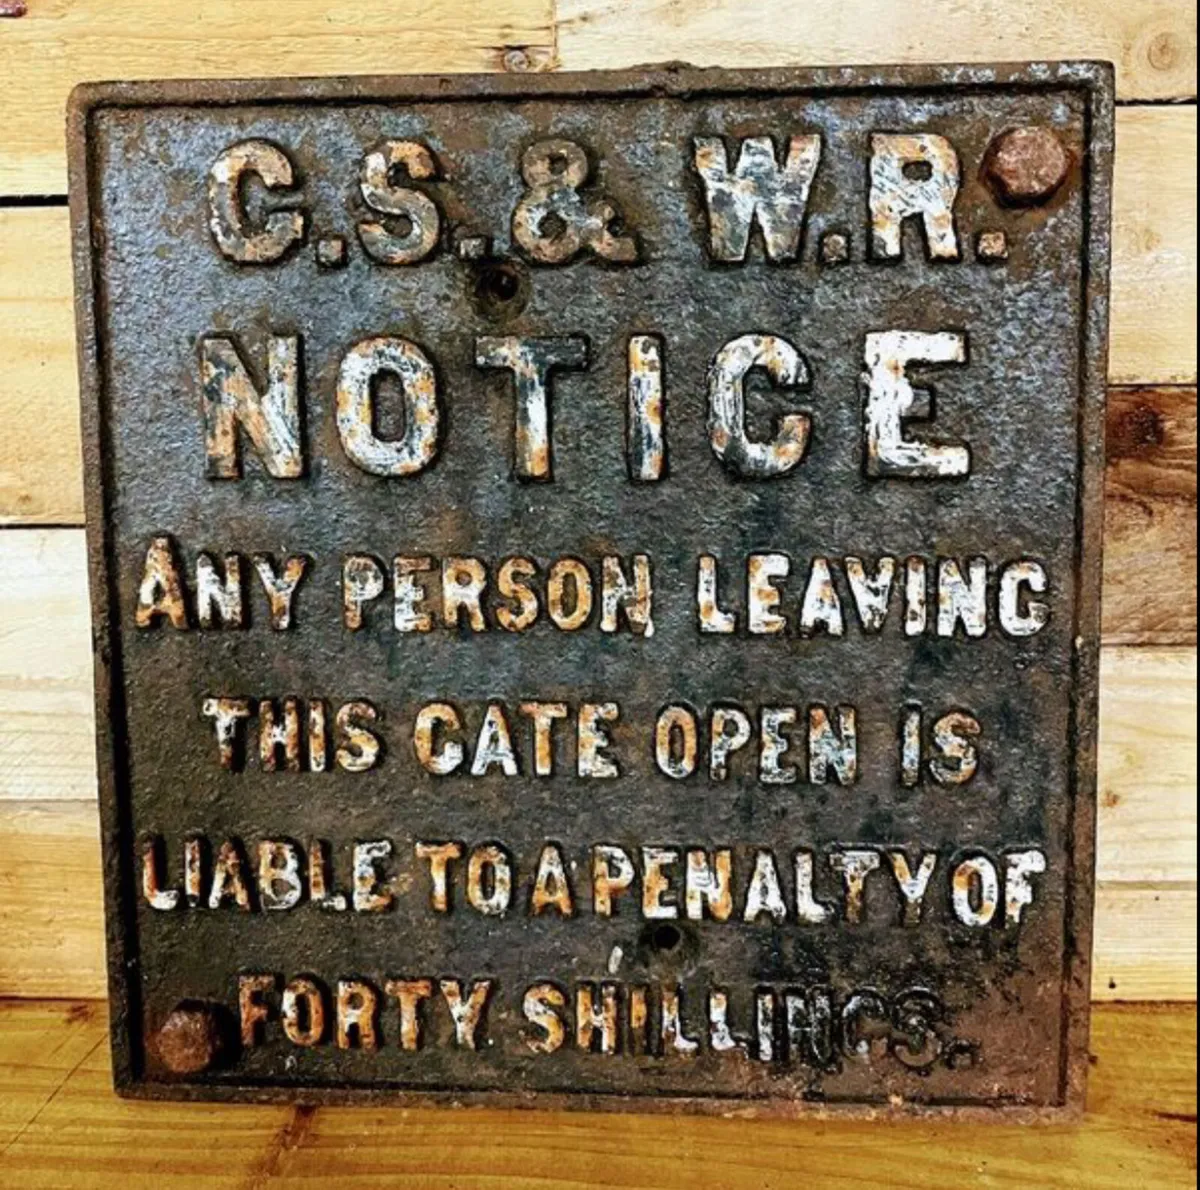 G.S.& W.R.
NOTICE
ANY PERSON LEAVING
THIS GATE OPEN IS
LIABLE TO A PENALTY OF
FORTY SHILLINGS.